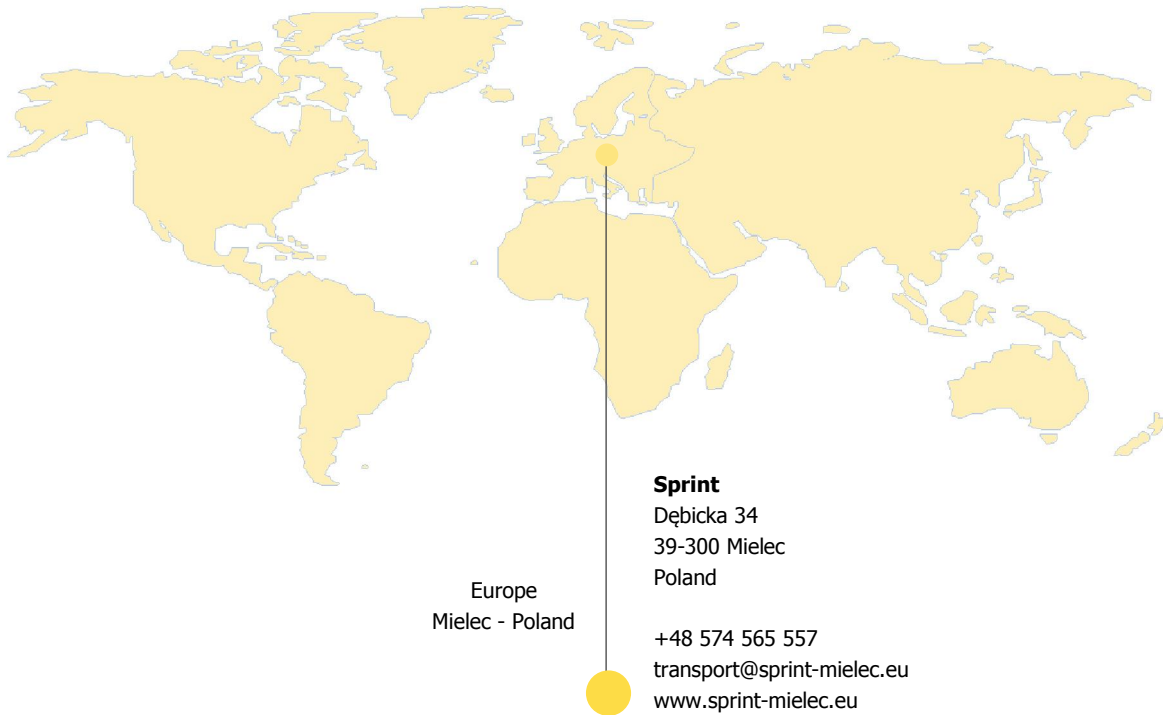 Europe
Mielec - Poland
Sprint
Dębicka 34
39-300 Mielec
Poland
+48 574 565 557
transport@sprint-mielec.eu
www.sprint-mielec.eu